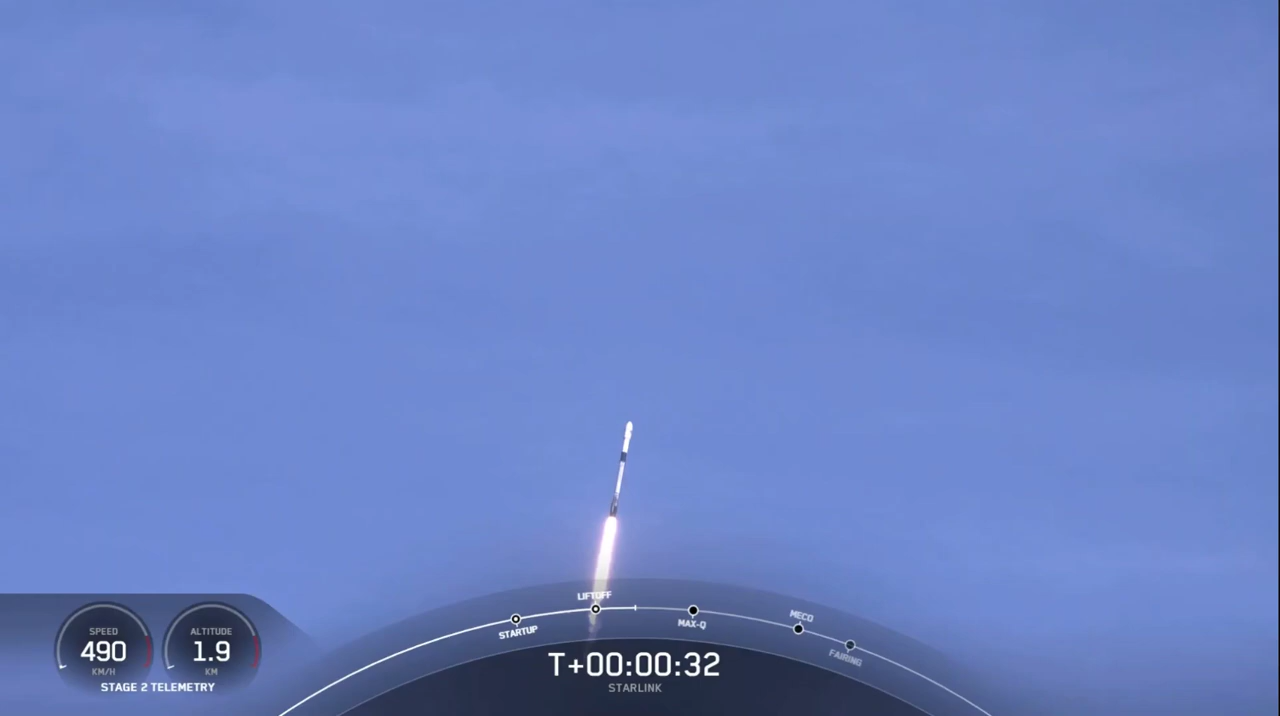 LIFTOFF
STARTUP
MAX-Q
MECO
FAIRING
SPEED
490
KM/H
ALTITUDE
1.9
KM
STAGE 2 TELEMETRY
T+00:00:32
STARLINK